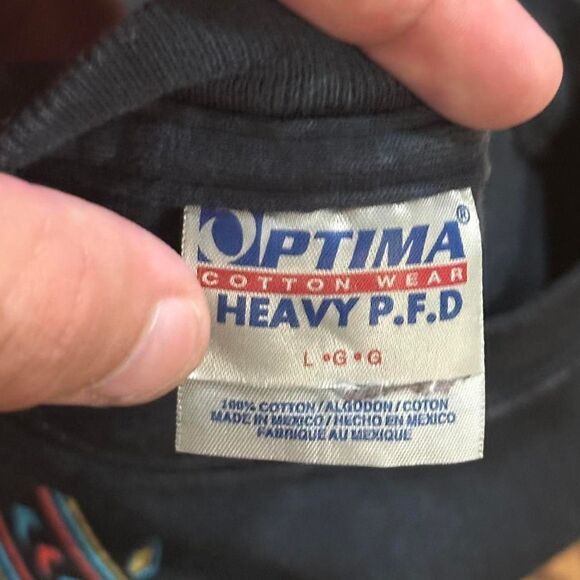 OPTIMA®
COTTON WEAR
HEAVY P.F.D
L•G•G
100% COTTON/ALGODON/COTON
MADE IN MEXICO/HECHO EN MEXICO
FABRIQUE AU MEXIQUE